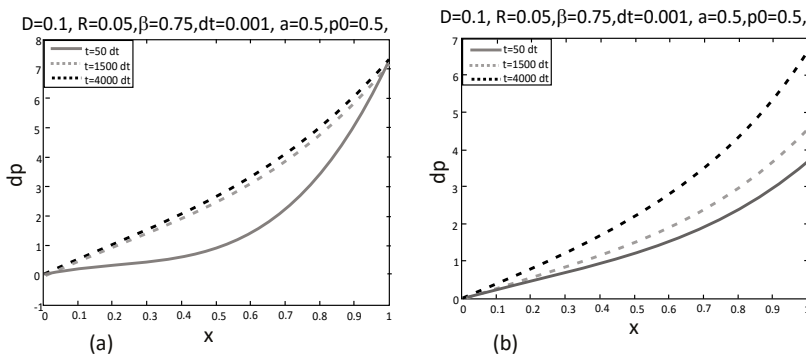 D=0.1, R=0.05,β=0.75,dt=0.001, a=0.5,p0=0.5,
8
7
6
5
4
3
2
1
0
-1
t=50 dt
t=1500 dt
t=4000 dt
dp
0 0.1 0.2 0.3 0.4 0.5 0.6 0.7 0.8 0.9 1
x
(a)
D=0.1, R=0.05,β=0.75,dt=0.001, a=0.5,p0=0.5,
7
6
5
4
3
2
1
0
t=50 dt
t=1500 dt
t=4000 dt
dp
0 0.1 0.2 0.3 0.4 0.5 0.6 0.7 0.8 0.9 1
x
(b)